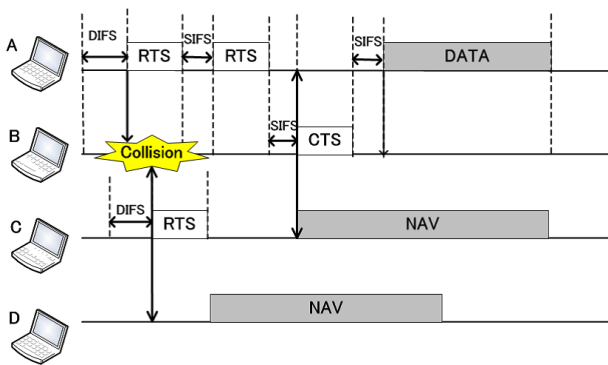 A DIFS RTS SIFS RTS SIFS DATA
B Collision SIFS CTS
C DIFS RTS NAV
D NAV